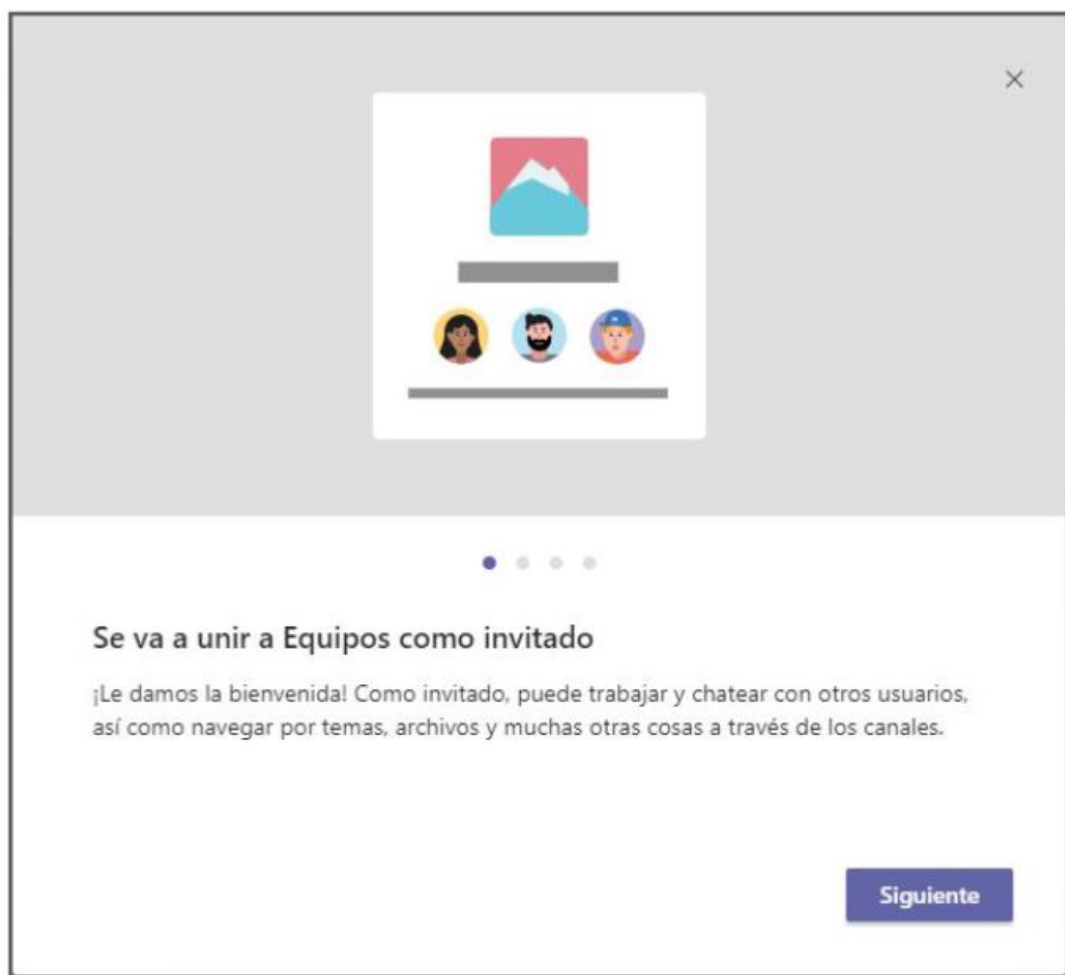 Se va a unir a Equipos como invitado
¡Le damos la bienvenida! Como invitado, puede trabajar y chatear con otros usuarios,
así como navegar por temas, archivos y muchas otras cosas a través de los canales.
Siguiente